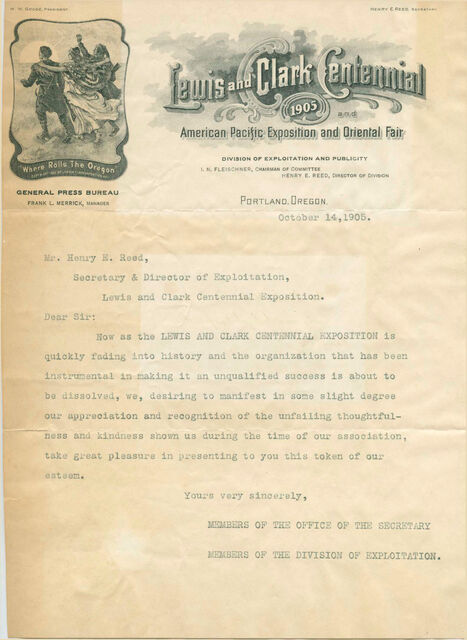 H. W. Goode, President
Henry E. Reed, Secretary
Lewis and Clark Centennial
1905
and
American Pacific Exposition and Oriental Fair
"Where Rolls The Oregon"
DIVISION OF EXPLOITATION AND PUBLICITY
I. N. FLEISCHNER, CHAIRMAN OF COMMITTEE
HENRY E. REED, DIRECTOR OF DIVISION
GENERAL PRESS BUREAU
FRANK L. MERRICK, MANAGER
PORTLAND, OREGON.
October 14, 1905.
Mr. Henry E. Reed,
Secretary & Director of Exploitation,
Lewis and Clark Centennial Exposition.
Dear Sir:
Now as the LEWIS AND CLARK CENTENNIAL EXPOSITION is
quickly fading into history and the organization that has been
instrumental in making it an unqualified success is about to
be dissolved, we, desiring to manifest in some slight degree
our appreciation and recognition of the unfailing thoughtful-
ness and kindness shown us during the time of our association,
take great pleasure in presenting to you this token of our
esteem.
Yours very sincerely,
MEMBERS OF THE OFFICE OF THE SECRETARY
MEMBERS OF THE DIVISION OF EXPLOITATION.